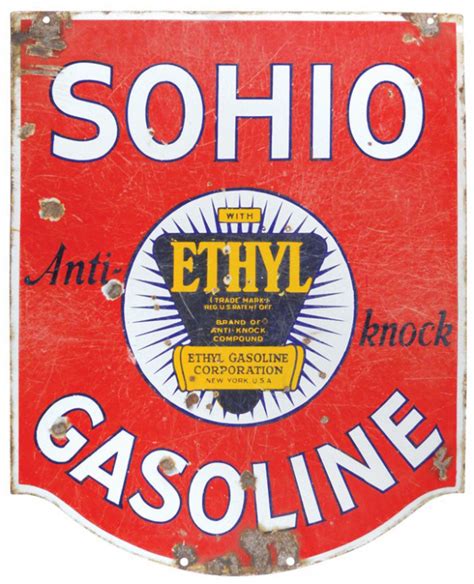 SOHIO
WITH
Anti-
ETHYL
knock
(TRADE MARK)
REG. U.S. PATENT OFF.
BRAND OF
ANTI-KNOCK
COMPOUND
ETHYL GASOLINE
CORPORATION
NEW YORK, U.S.A.
GASOLINE